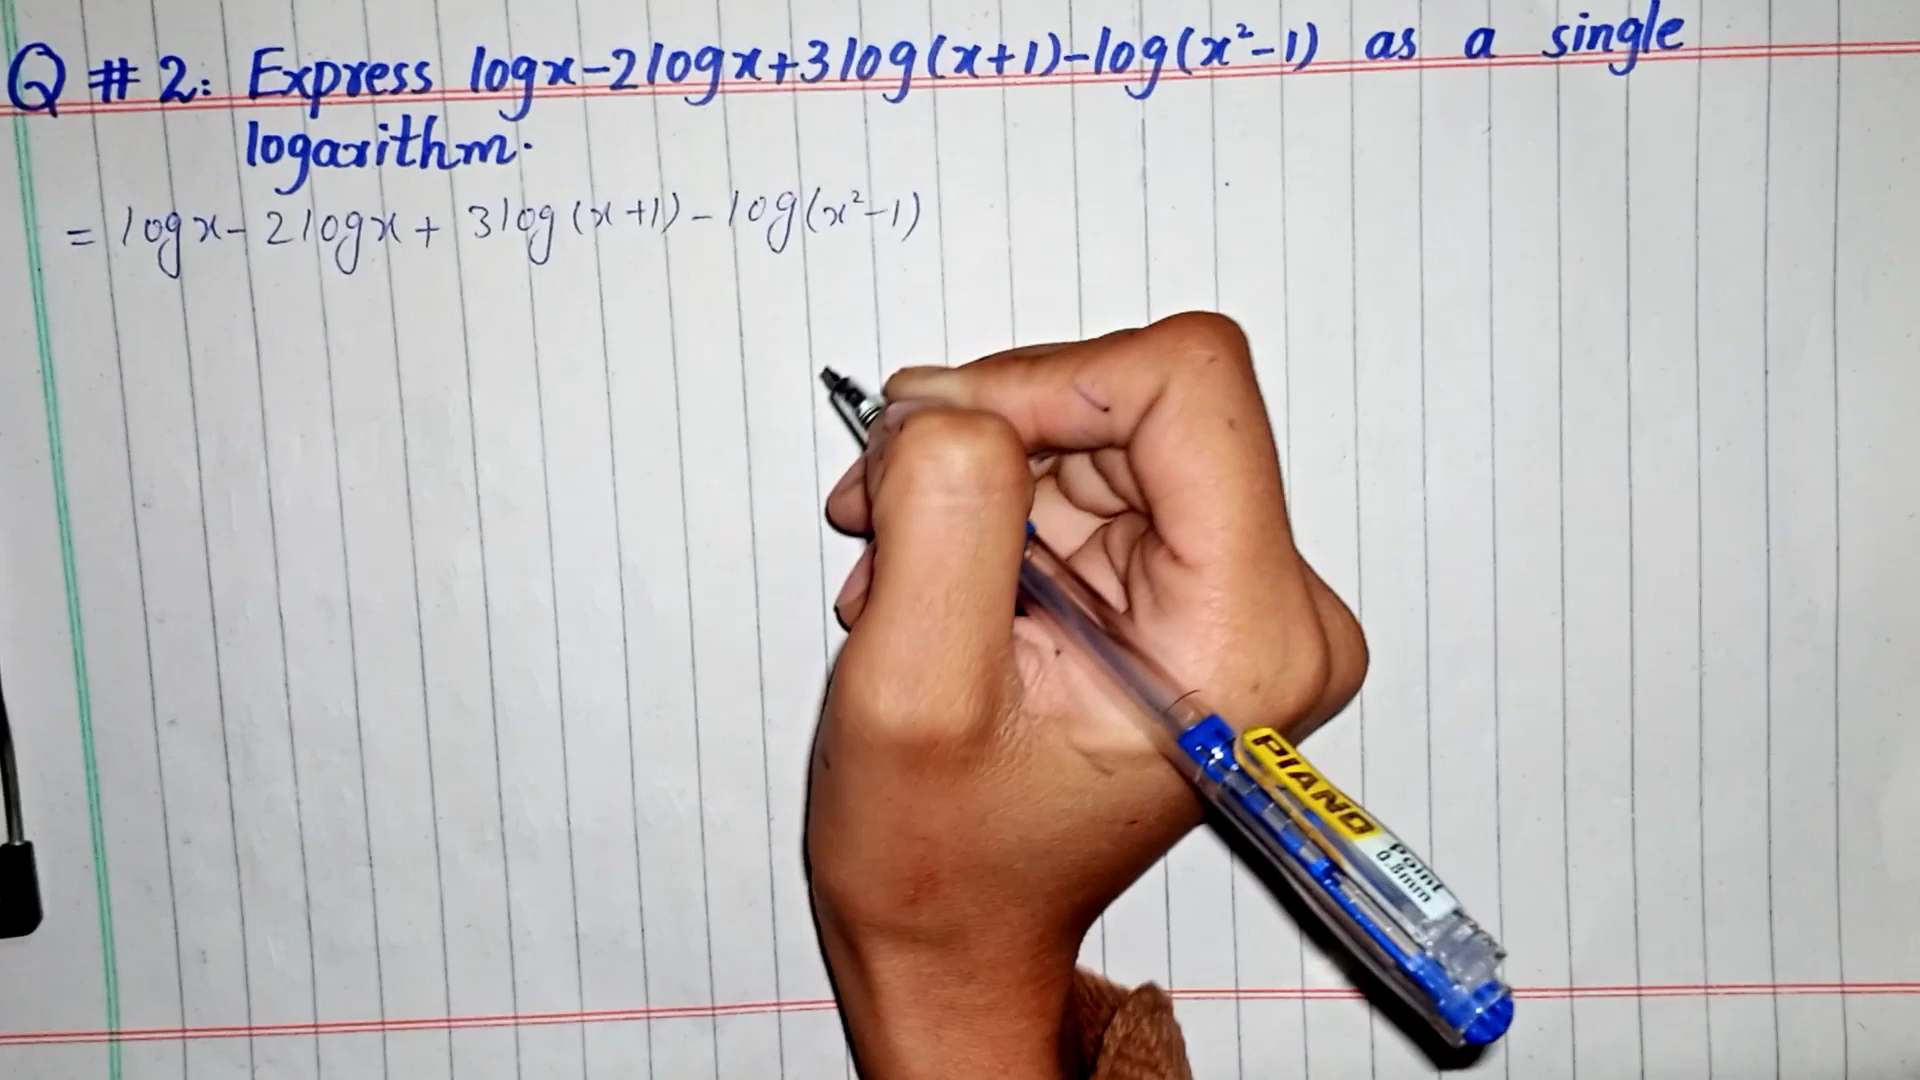 Q # 2: Express logx-2logx+3log(x+1)-log(x²-1) as a single
logarithm.
= logx- 2logx + 3log(x+1) - log(x²-1)
PIANO
Point
0.8mm